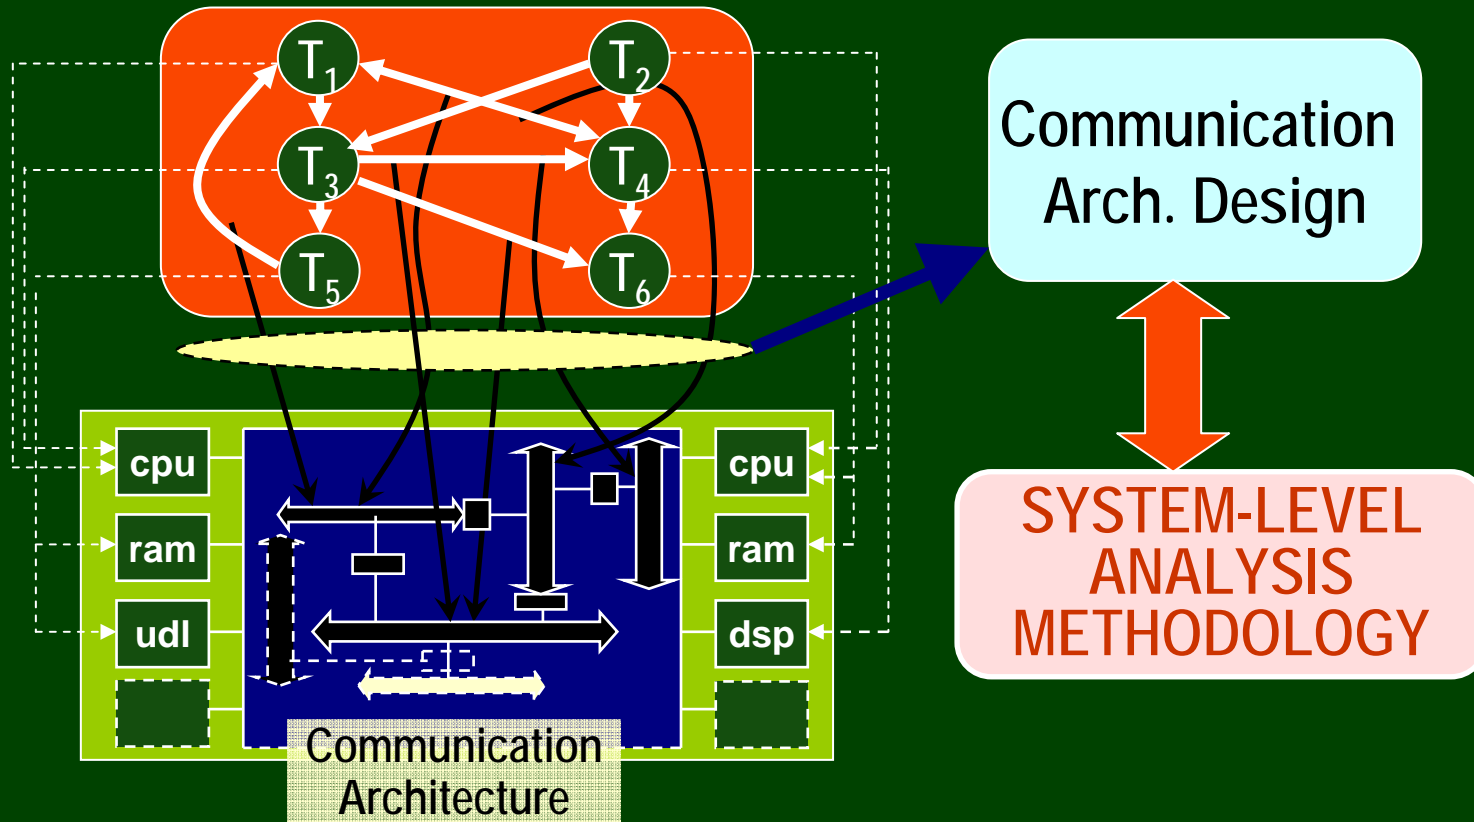 T1
T2
T3
T4
T5
T6
Communication
Arch. Design
cpu
ram
udl
cpu
ram
dsp
Communication
Architecture
SYSTEM-LEVEL
ANALYSIS
METHODOLOGY